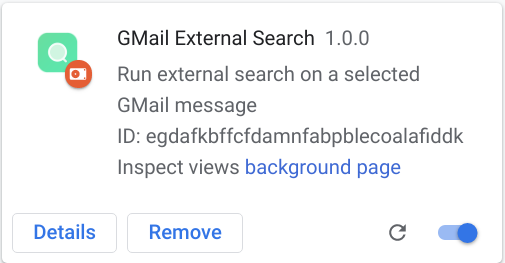 GMail External Search 1.0.0
Run external search on a selected
GMail message
ID: egdafkbffcfdamnfabpblecoalafiddk
Inspect views background page
Details Remove